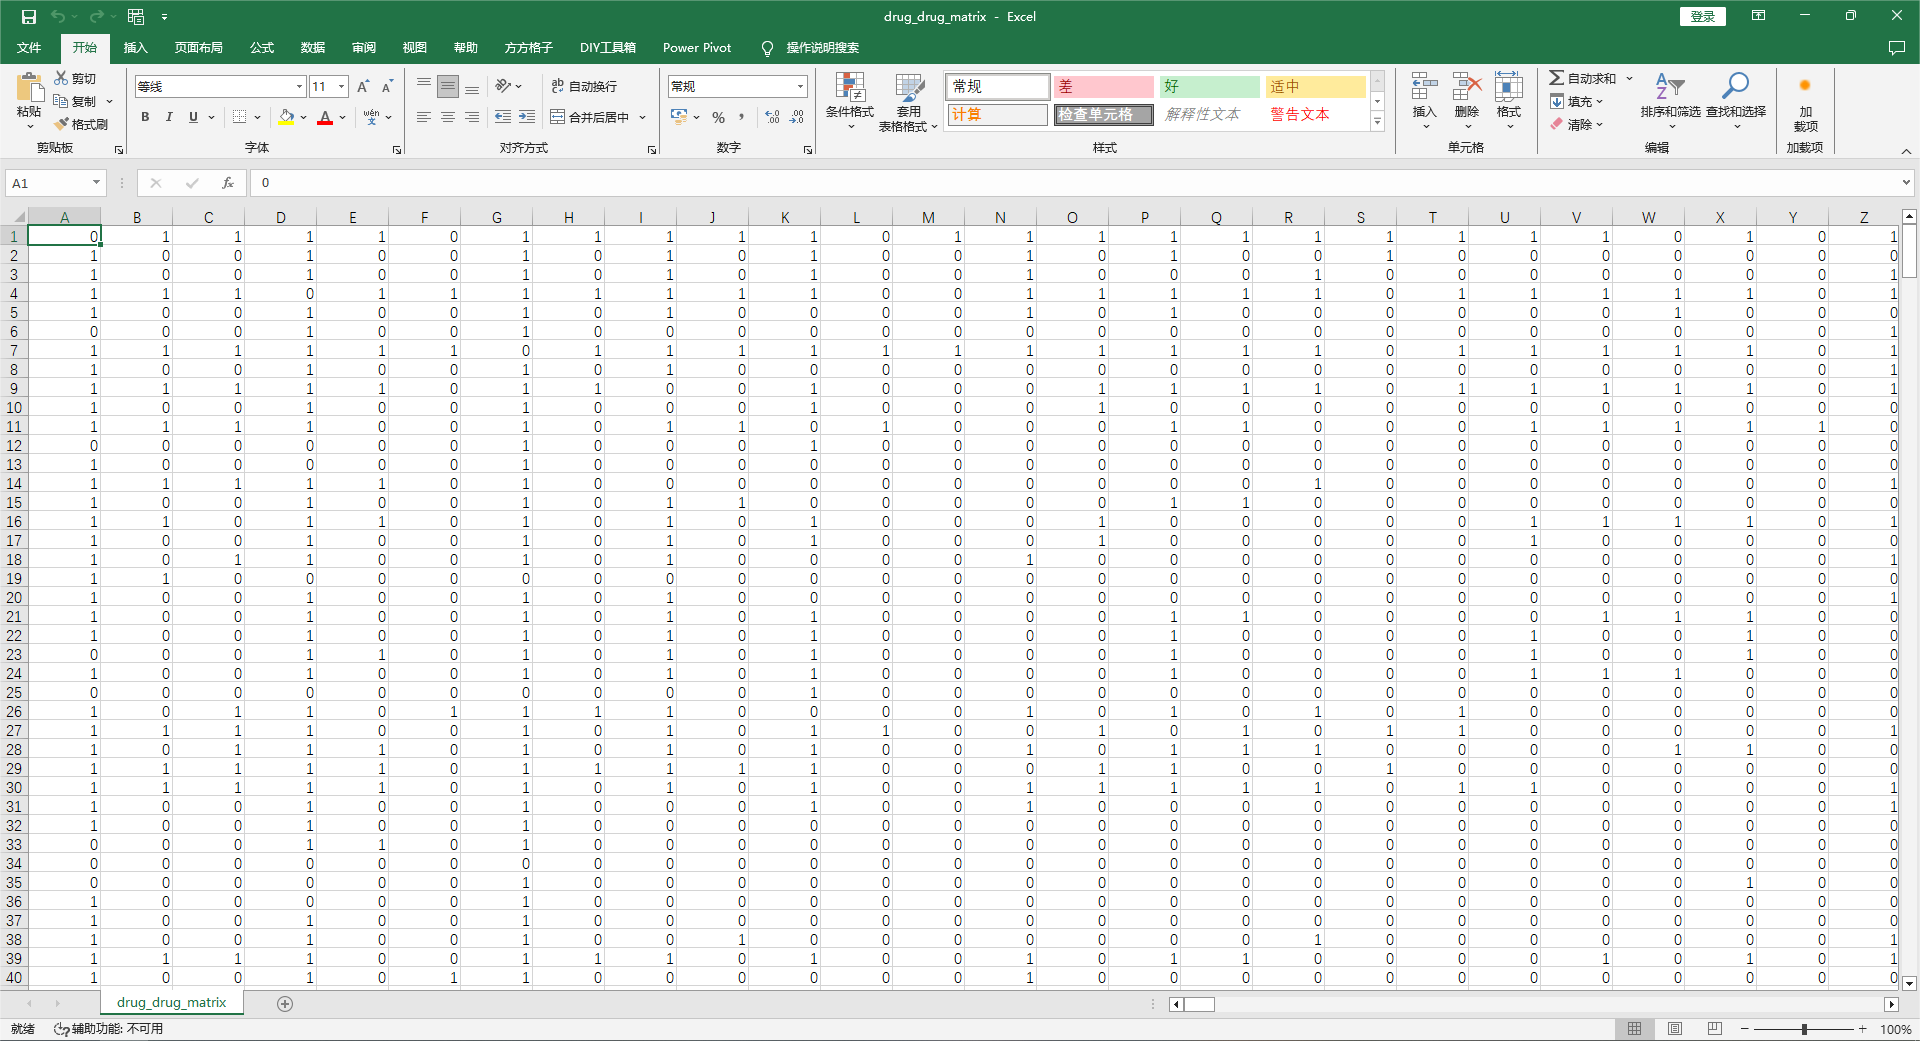 drug_drug_matrix - Excel
登录
文件 开始 插入 页面布局 公式 数据 审阅 视图 帮助 方方格子 DIY工具箱 Power Pivot 操作说明搜索
剪切 等线 11 自动换行 常规 常规 差 好 适中 自动求和
粘贴 复制 B I U wén 合并后居中 % 条件格式 套用 表格格式 计算 检查单元格 解释性文本 警告文本 插入 删除 格式 填充 排序和筛选 查找和选择 加载项
格式刷 清除
剪贴板 字体 对齐方式 数字 样式 单元格 编辑 加载项
A1 fx 0
A B C D E F G H I J K L M N O P Q R S T U V W X Y Z
1 0 1 1 1 1 0 1 1 1 1 1 0 1 1 1 1 1 1 1 1 1 1 0 1 0 1
2 1 0 0 1 0 0 1 0 1 0 1 0 0 1 0 1 0 0 1 0 0 0 0 0 0 0
3 1 0 0 1 0 0 1 0 1 0 1 0 0 1 0 0 0 1 0 0 0 0 0 0 0 1
4 1 1 1 0 1 1 1 1 1 1 1 0 0 1 1 1 1 1 0 1 1 1 1 1 0 1
5 1 0 0 1 0 0 1 0 1 0 0 0 0 1 0 1 0 0 0 0 0 0 1 0 0 0
6 0 0 0 1 0 0 1 0 0 0 0 0 0 0 0 0 0 0 0 0 0 0 0 0 0 1
7 1 1 1 1 1 1 0 1 1 1 1 1 1 1 1 1 1 1 0 1 1 1 1 1 0 1
8 1 0 0 1 0 0 1 0 1 0 0 0 0 0 0 0 0 0 0 0 0 0 0 0 0 1
9 1 1 1 1 1 0 1 1 0 0 1 0 0 0 1 1 1 1 0 1 1 1 1 1 0 1
10 1 0 0 1 0 0 1 0 0 0 1 0 0 0 1 0 0 0 0 0 0 0 0 0 0 0
11 1 1 1 1 0 0 1 0 1 1 0 1 0 0 0 1 1 0 0 0 1 1 1 1 1 0
12 0 0 0 0 0 0 1 0 0 0 1 0 0 0 0 0 0 0 0 0 0 0 0 0 0 0
13 1 0 0 0 0 0 1 0 0 0 0 0 0 0 0 0 0 0 0 0 0 0 0 0 0 0
14 1 1 1 1 1 0 1 0 0 0 0 0 0 0 0 0 0 1 0 0 0 0 0 0 0 1
15 1 0 0 1 0 0 1 0 1 1 0 0 0 0 0 1 1 0 0 0 0 0 0 0 0 0
16 1 1 0 1 1 0 1 0 1 0 1 0 0 0 1 0 0 0 0 0 1 1 1 1 0 1
17 1 0 0 1 0 0 1 0 1 0 1 0 0 0 1 0 0 0 0 0 1 0 0 0 0 0
18 1 0 1 1 0 0 1 0 1 0 0 0 0 1 0 0 0 0 0 0 0 0 0 0 0 1
19 1 1 0 0 0 0 0 0 0 0 0 0 0 0 0 0 0 0 0 0 0 0 0 0 0 0
20 1 0 0 1 0 0 1 0 1 0 0 0 0 0 0 0 0 0 0 0 0 0 0 0 0 1
21 1 0 0 1 0 0 1 0 1 0 1 0 0 0 0 1 1 0 0 0 0 1 1 1 0 0
22 1 0 0 1 0 0 1 0 1 0 1 0 0 0 0 1 0 0 0 0 1 0 0 1 0 0
23 0 0 0 1 1 0 1 0 1 0 1 0 0 0 0 1 0 0 0 0 1 0 0 1 0 0
24 1 0 0 1 0 0 1 0 1 0 1 0 0 0 0 1 0 0 0 0 1 1 1 0 0 0
25 0 0 0 0 0 0 0 0 0 0 1 0 0 0 0 0 0 0 0 0 0 0 0 0 0 0
26 1 0 1 1 0 1 1 1 1 0 0 0 0 1 0 1 0 1 0 1 0 0 0 0 0 0
27 1 1 1 1 0 0 1 0 1 0 1 1 0 0 1 0 1 0 1 1 0 0 0 0 0 1
28 1 0 1 1 1 0 1 0 1 0 1 0 0 1 0 1 1 1 0 0 0 0 1 1 0 0
29 1 1 1 1 1 0 1 1 1 1 1 0 0 0 1 1 0 0 1 0 0 0 0 0 0 0
30 1 1 1 1 1 0 1 0 1 0 1 0 0 1 1 1 1 1 0 1 1 0 0 0 0 1
31 1 0 0 1 0 0 1 0 0 0 1 0 0 1 0 0 0 0 0 0 0 0 0 0 0 1
32 1 0 0 1 0 0 1 0 0 0 0 0 0 0 0 0 0 0 0 0 0 0 0 0 0 0
33 0 0 0 1 1 0 1 0 0 0 0 0 0 0 0 0 0 0 0 0 0 0 0 0 0 0
34 0 0 0 0 0 0 0 0 0 0 0 0 0 0 0 0 0 0 0 0 0 0 0 0 0 0
35 0 0 0 0 0 0 1 0 0 0 0 0 0 0 0 0 0 0 0 0 0 0 0 1 0 0
36 1 0 0 0 0 0 1 0 0 0 0 0 0 0 0 0 0 0 0 0 0 0 0 0 0 0
37 1 0 0 1 0 0 1 0 0 0 0 0 0 0 0 0 0 0 0 0 0 0 0 0 0 0
38 1 0 0 1 0 0 1 0 0 1 0 0 0 0 0 0 0 1 0 0 0 0 0 0 0 1
39 1 1 1 1 0 0 1 1 1 0 1 0 0 1 0 1 1 0 0 0 0 1 0 1 0 1
40 1 0 0 1 0 1 1 0 0 0 0 0 0 1 0 0 0 0 0 0 0 0 0 0 0 0
drug_drug_matrix
就绪 辅助功能: 不可用 100%